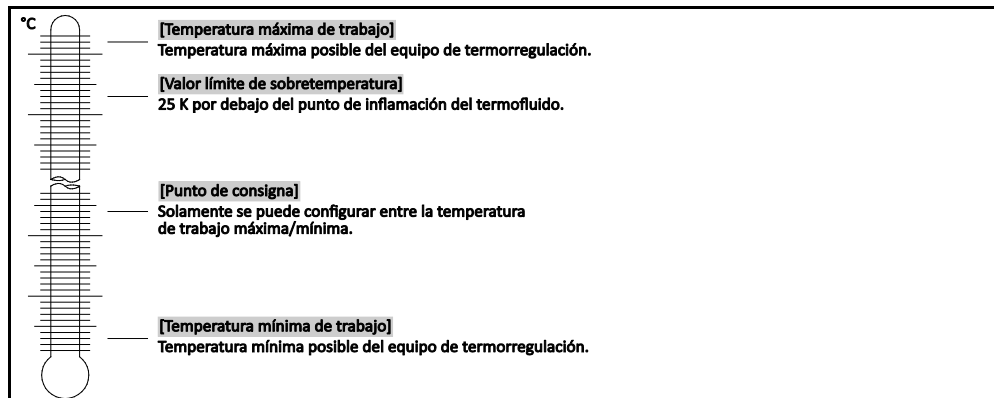 °C
[Temperatura máxima de trabajo]
Temperatura máxima posible del equipo de termorregulación.
[Valor límite de sobretemperatura]
25 K por debajo del punto de inflamación del termofluido.
[Punto de consigna]
Solamente se puede configurar entre la temperatura
de trabajo máxima/mínima.
[Temperatura mínima de trabajo]
Temperatura mínima posible del equipo de termorregulación.